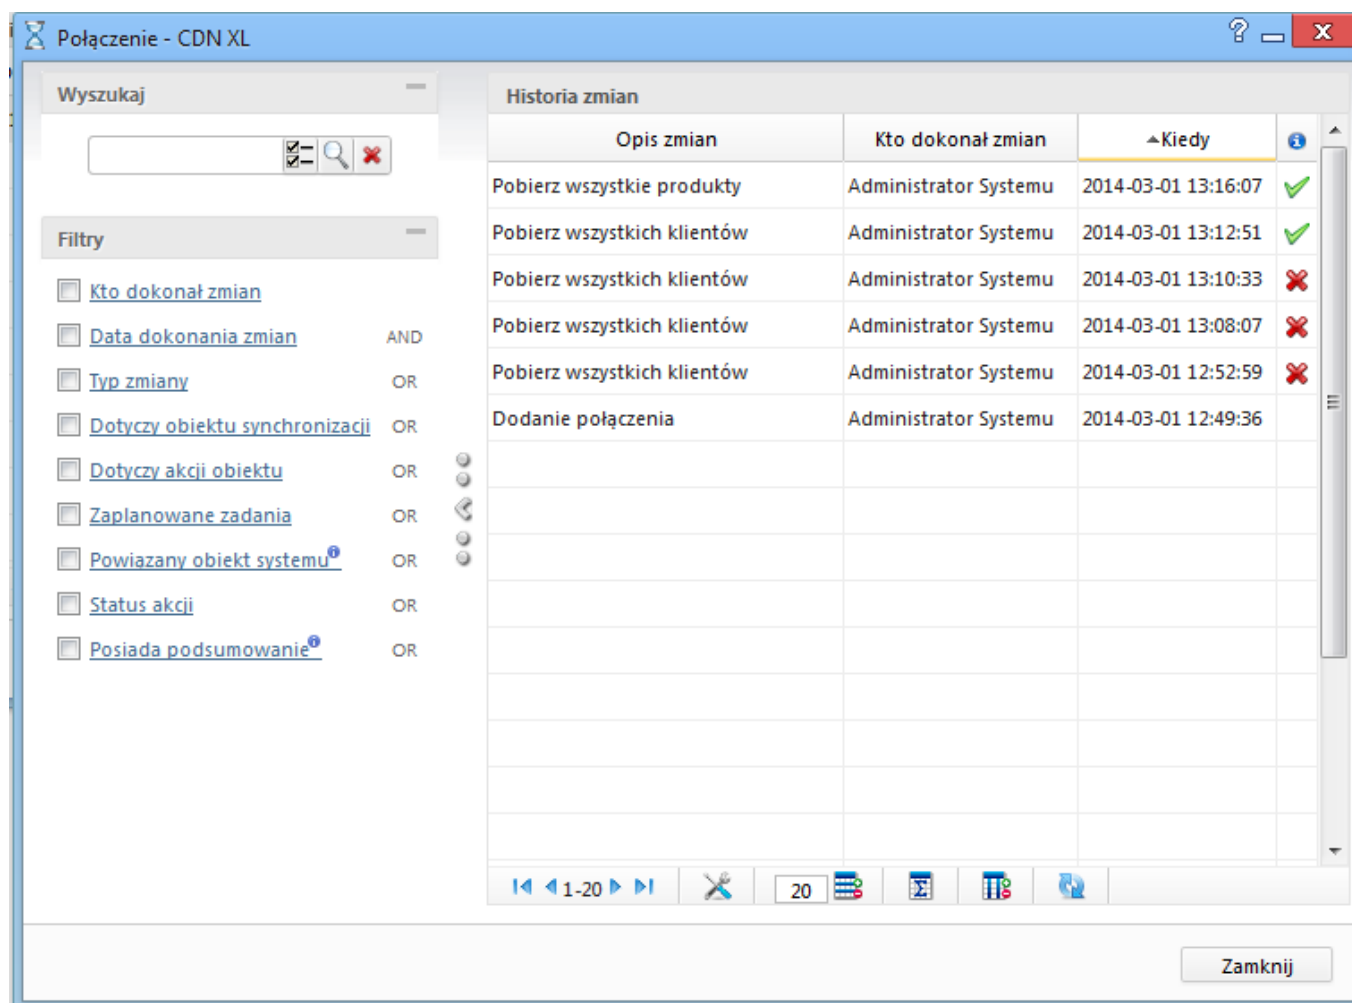 Połączenie - CDN XL
Wyszukaj
Filtry
Kto dokonał zmian
Data dokonania zmian AND
Typ zmiany OR
Dotyczy obiektu synchronizacji OR
Dotyczy akcji obiektu OR
Zaplanowane zadania OR
Powiązany obiekt systemu OR
Status akcji OR
Posiada podsumowanie OR
Historia zmian
Opis zmian Kto dokonał zmian Kiedy
Pobierz wszystkie produkty Administrator Systemu 2014-03-01 13:16:07
Pobierz wszystkich klientów Administrator Systemu 2014-03-01 13:12:51
Pobierz wszystkich klientów Administrator Systemu 2014-03-01 13:10:33
Pobierz wszystkich klientów Administrator Systemu 2014-03-01 13:08:07
Pobierz wszystkich klientów Administrator Systemu 2014-03-01 12:52:59
Dodanie połączenia Administrator Systemu 2014-03-01 12:49:36
1-20 20
Zamknij